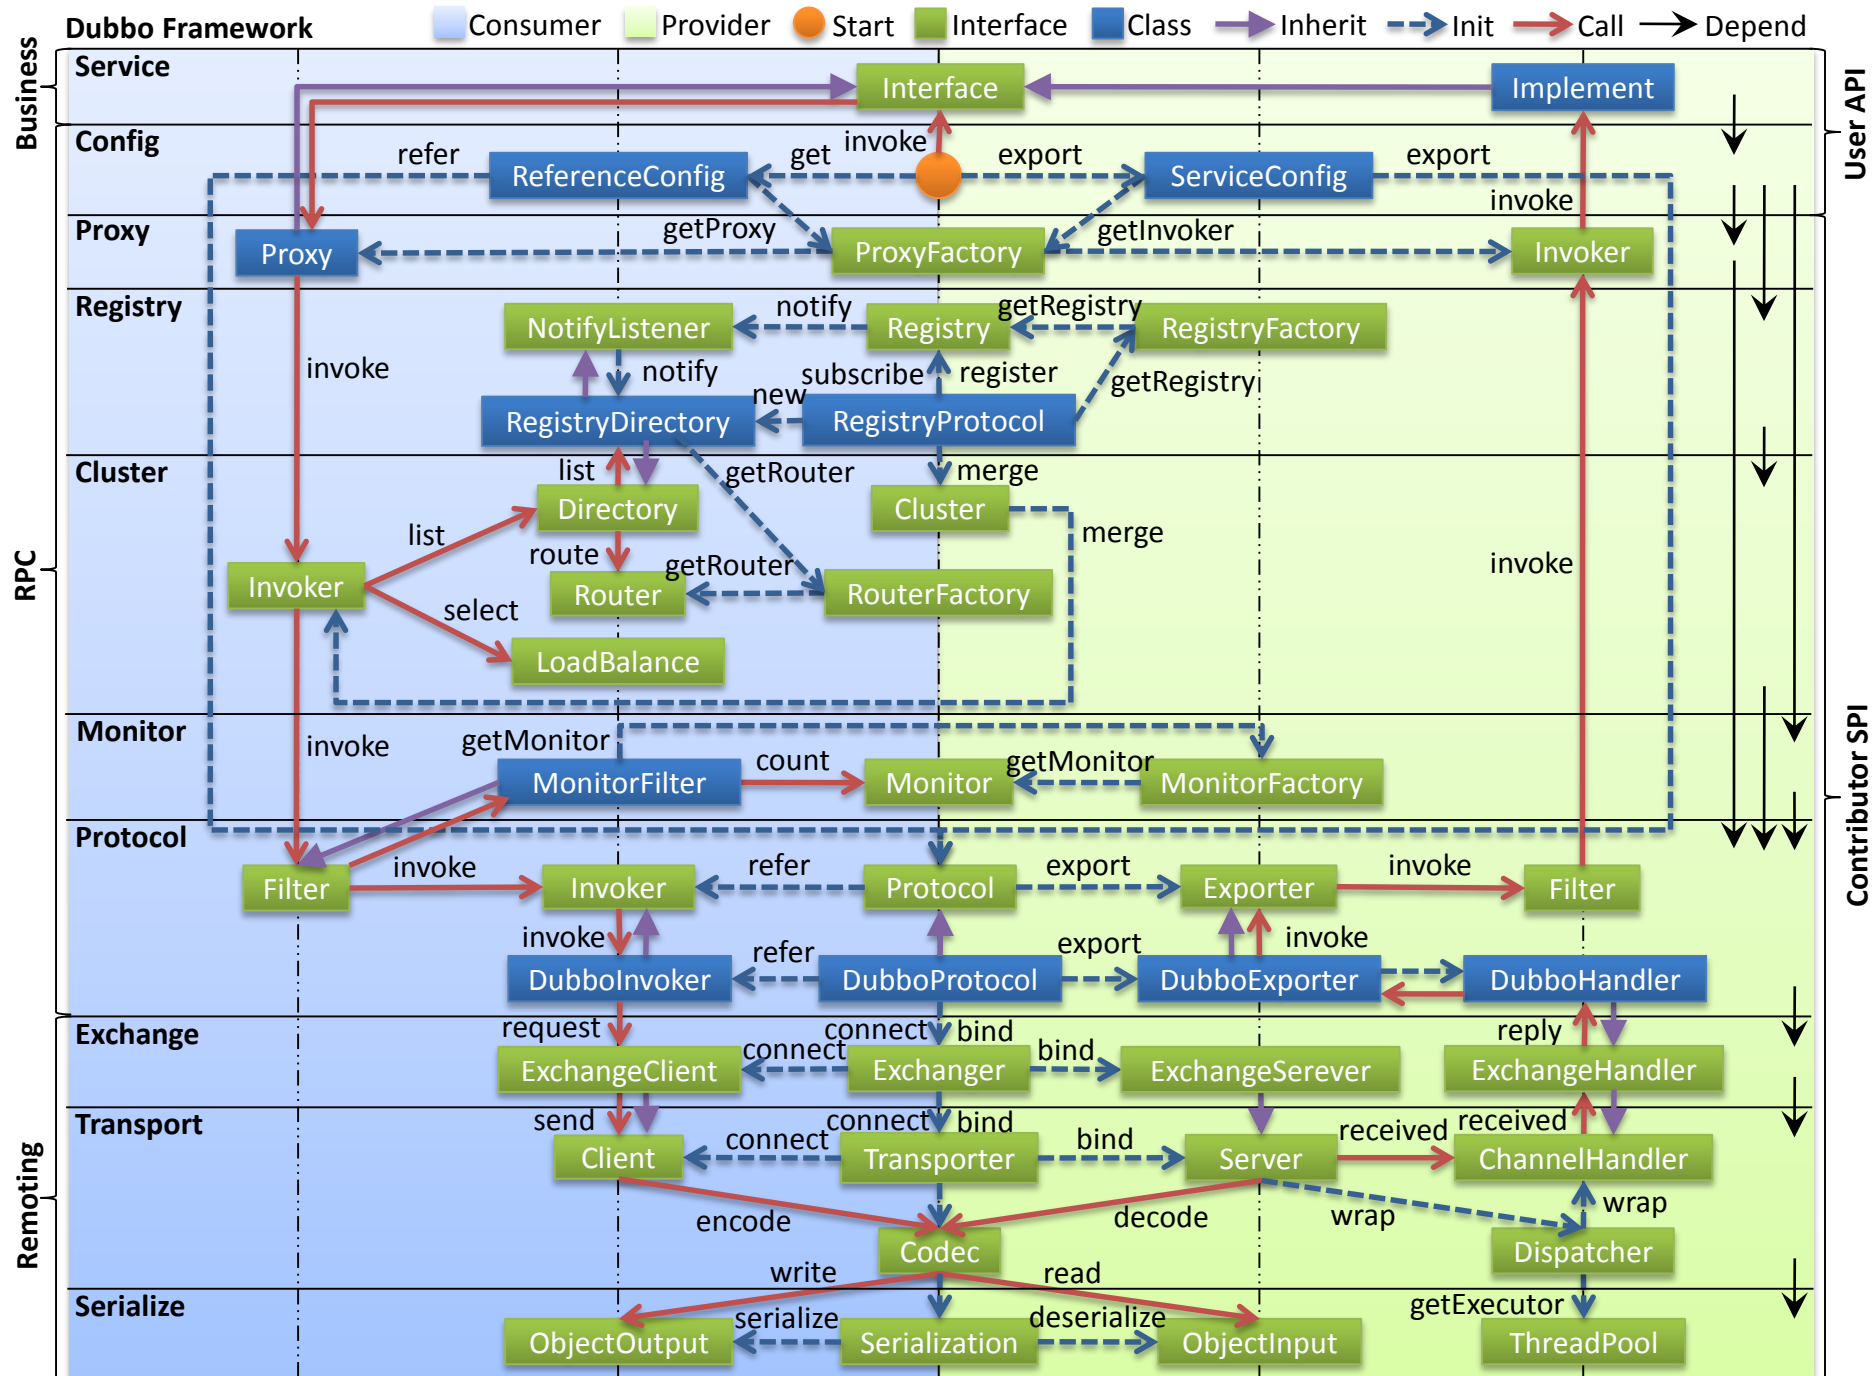 Dubbo Framework
Consumer
Provider
Start
Interface
Class
Inherit
Init
Call
Depend
Business
RPC
Remoting
User API
Contributor SPI
Service
Interface
Implement
Config
refer
ReferenceConfig
get
invoke
export
ServiceConfig
export
invoke
Proxy
Proxy
getProxy
ProxyFactory
getInvoker
Invoker
Registry
invoke
NotifyListener
notify
Registry
getRegistry
RegistryFactory
notify
subscribe
register
getRegistry
RegistryDirectory
new
RegistryProtocol
Cluster
list
getRouter
merge
Directory
Cluster
list
merge
route
getRouter
invoke
Invoker
Router
RouterFactory
select
LoadBalance
Monitor
invoke
getMonitor
MonitorFilter
count
Monitor
getMonitor
MonitorFactory
Protocol
Filter
invoke
Invoker
refer
Protocol
export
Exporter
invoke
Filter
invoke
refer
export
invoke
DubboInvoker
DubboProtocol
DubboExporter
DubboHandler
Exchange
request
connect
bind
reply
connect
bind
ExchangeClient
Exchanger
ExchangeSerever
ExchangeHandler
Transport
send
connect
bind
received
connect
bind
received
Client
Transporter
Server
ChannelHandler
encode
decode
wrap
wrap
Codec
Dispatcher
write
read
Serialize
serialize
deserialize
getExecutor
ObjectOutput
Serialization
ObjectInput
ThreadPool